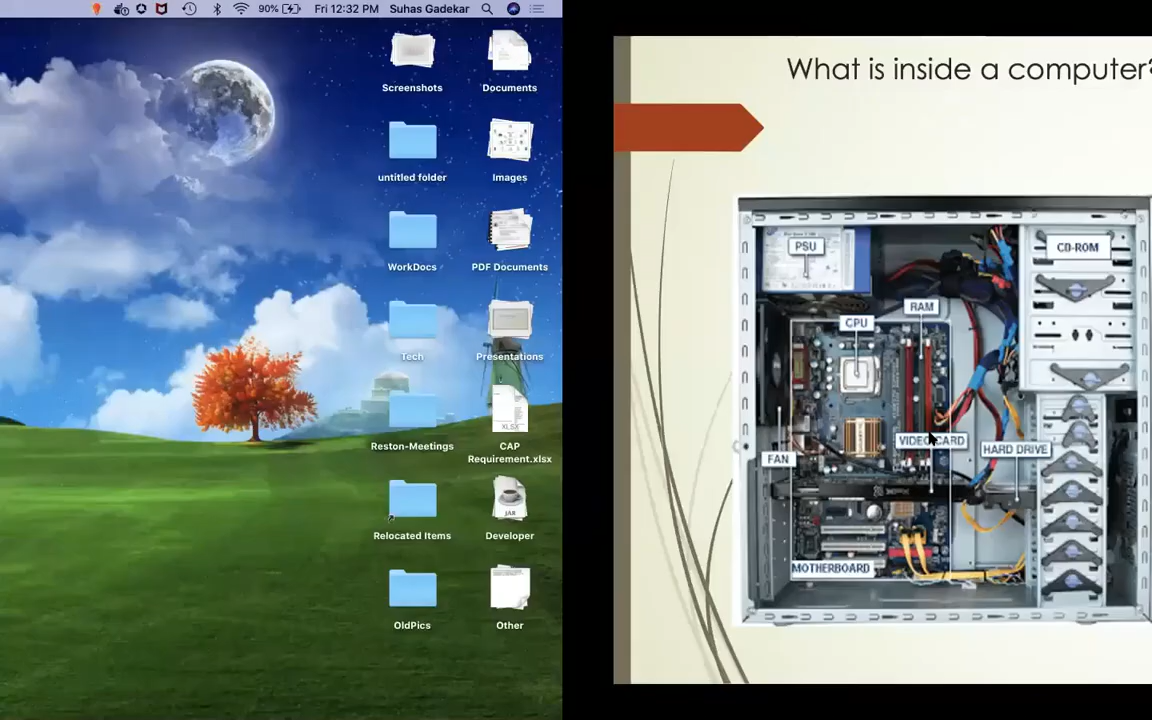 90% Fri 12:32 PM Suhas Gadekar
Screenshots
Documents
untitled folder
Images
WorkDocs
PDF Documents
Tech
Presentations
XLSX
Reston-Meetings
CAP
Requirement.xlsx
JAR
Relocated Items
Developer
OldPics
Other
What is inside a computer?
PSU
CD-ROM
RAM
CPU
VIDEO CARD
HARD DRIVE
FAN
MOTHERBOARD